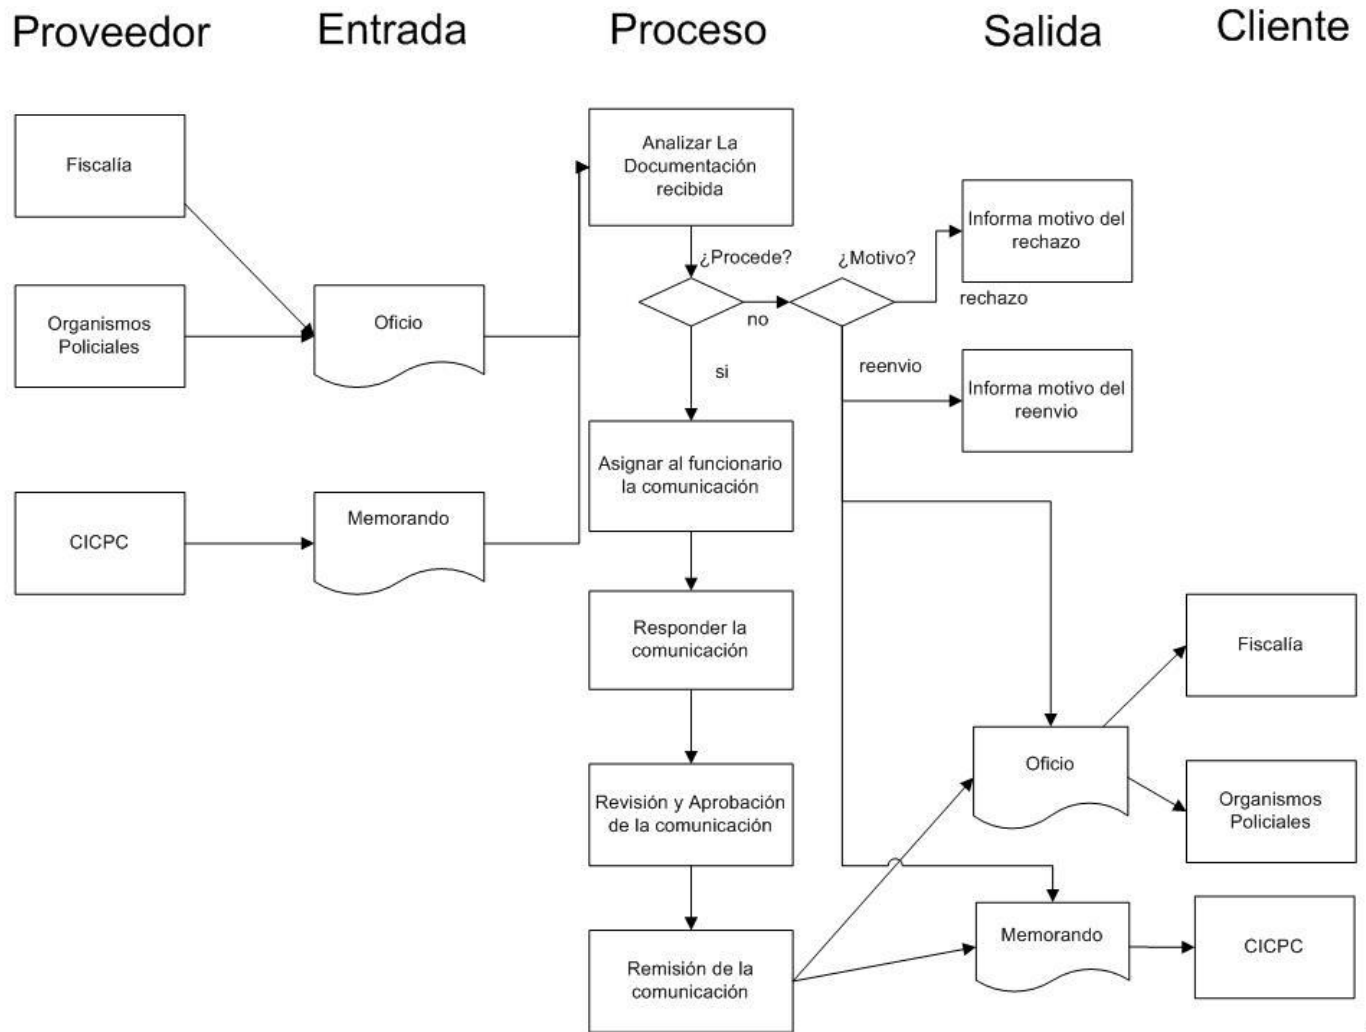 Proveedor
Entrada
Proceso
Salida
Cliente
Fiscalía
Organismos
Policiales
CICPC
Oficio
Memorando
Analizar La
Documentación
recibida
¿Procede?
no
si
¿Motivo?
rechazo
reenvio
Asignar al funcionario
la comunicación
Responder la
comunicación
Revisión y Aprobación
de la comunicación
Remisión de la
comunicación
Informa motivo del
rechazo
Informa motivo del
reenvio
Oficio
Memorando
Fiscalía
Organismos
Policiales
CICPC